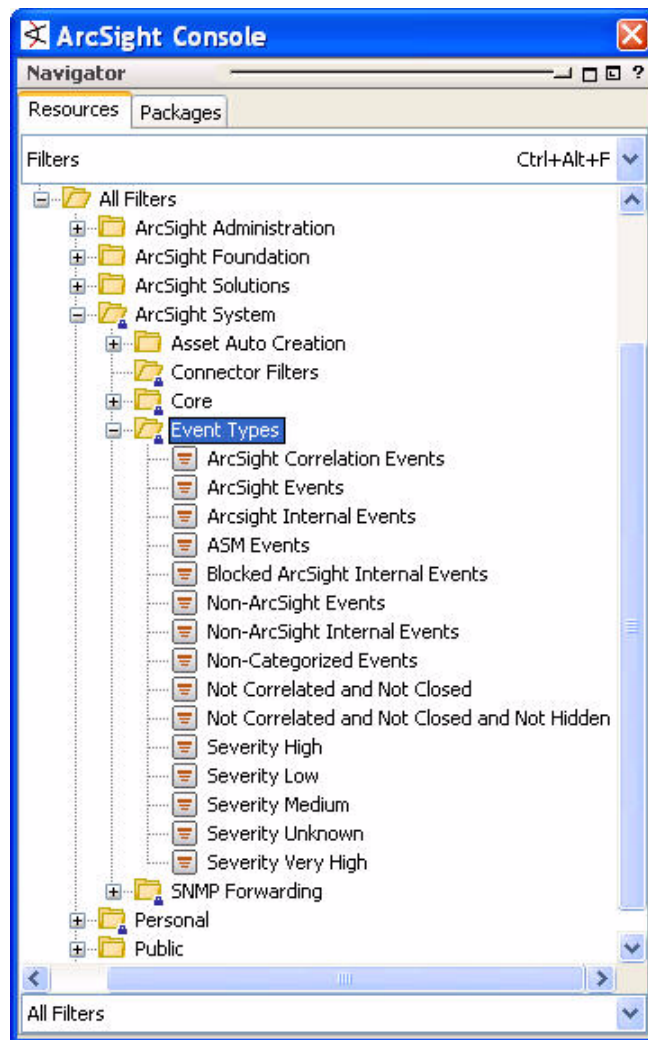 ArcSight Console
Navigator ?
Resources Packages
Filters Ctrl+Alt+F
All Filters
ArcSight Administration
ArcSight Foundation
ArcSight Solutions
ArcSight System
Asset Auto Creation
Connector Filters
Core
Event Types
ArcSight Correlation Events
ArcSight Events
Arcsight Internal Events
ASM Events
Blocked ArcSight Internal Events
Non-ArcSight Events
Non-ArcSight Internal Events
Non-Categorized Events
Not Correlated and Not Closed
Not Correlated and Not Closed and Not Hidden
Severity High
Severity Low
Severity Medium
Severity Unknown
Severity Very High
SNMP Forwarding
Personal
Public
All Filters